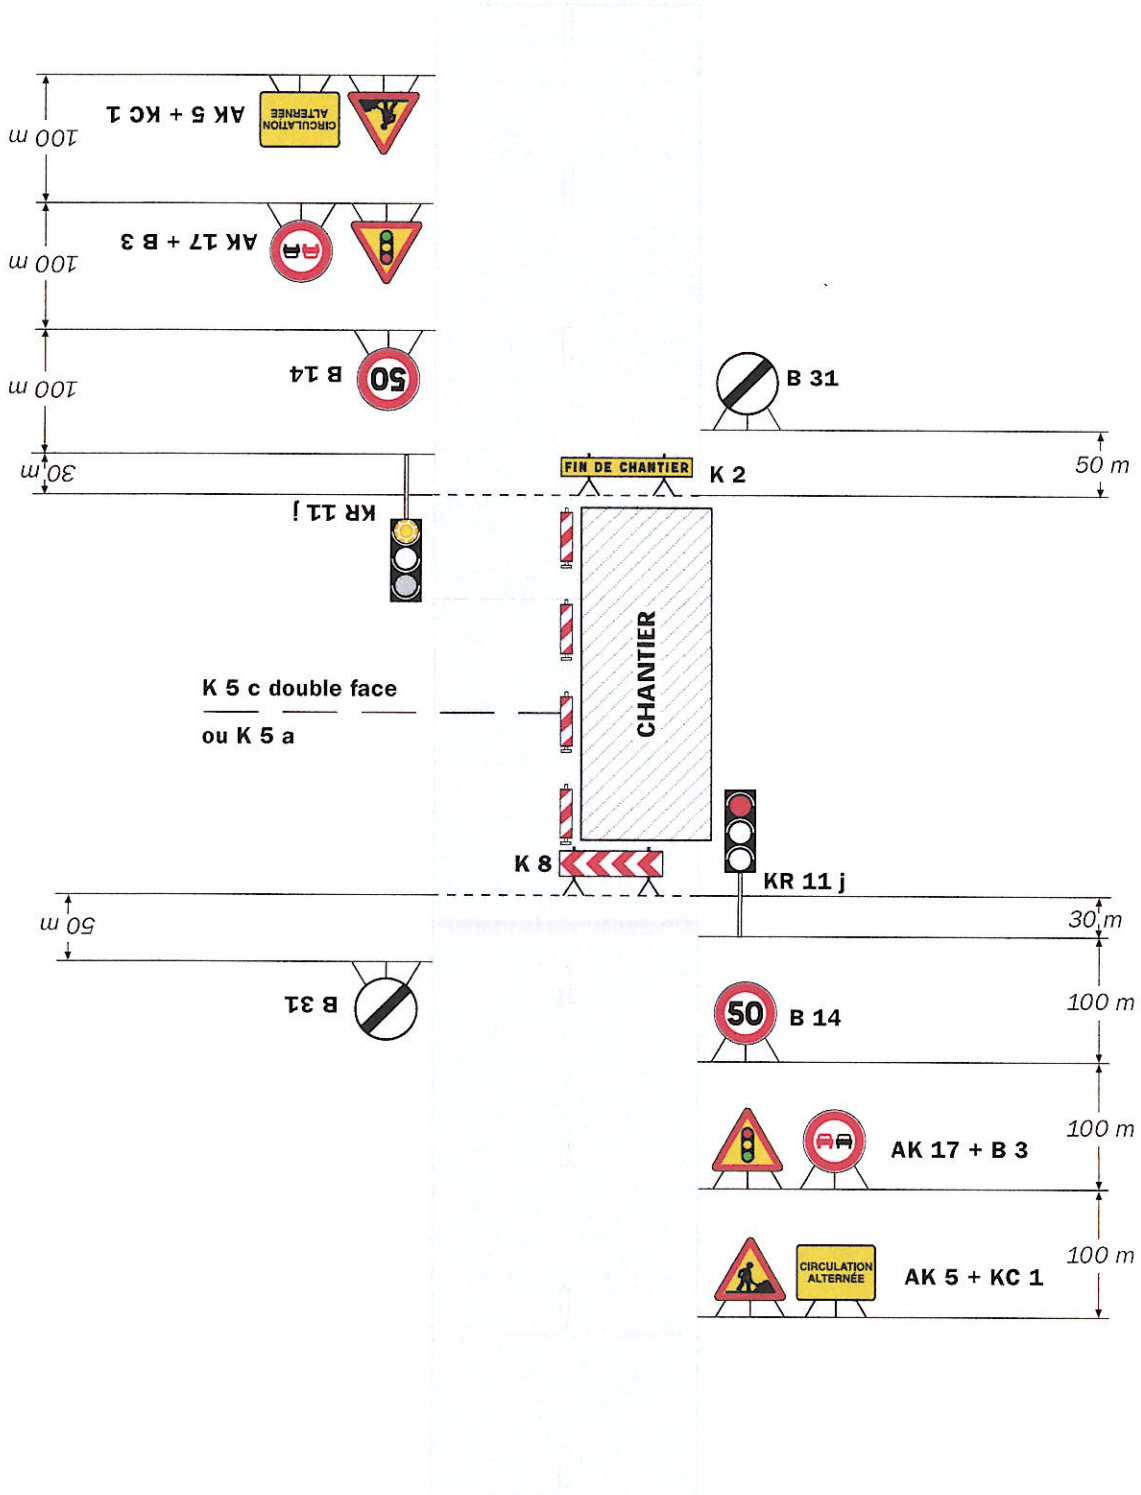 100 m
AK 5 + KC 1
CIRCULATION
ALTERNÉE
100 m
AK 17 + B 3
100 m
B 14
50
B 31
30 m
KR 11 j
FIN DE CHANTIER
K 2
50 m
CHANTIER
K 5 c double face
ou K 5 a
K 8
KR 11 j
50 m
30 m
B 31
50
B 14
100 m
AK 17 + B 3
100 m
CIRCULATION
ALTERNÉE
AK 5 + KC 1
100 m